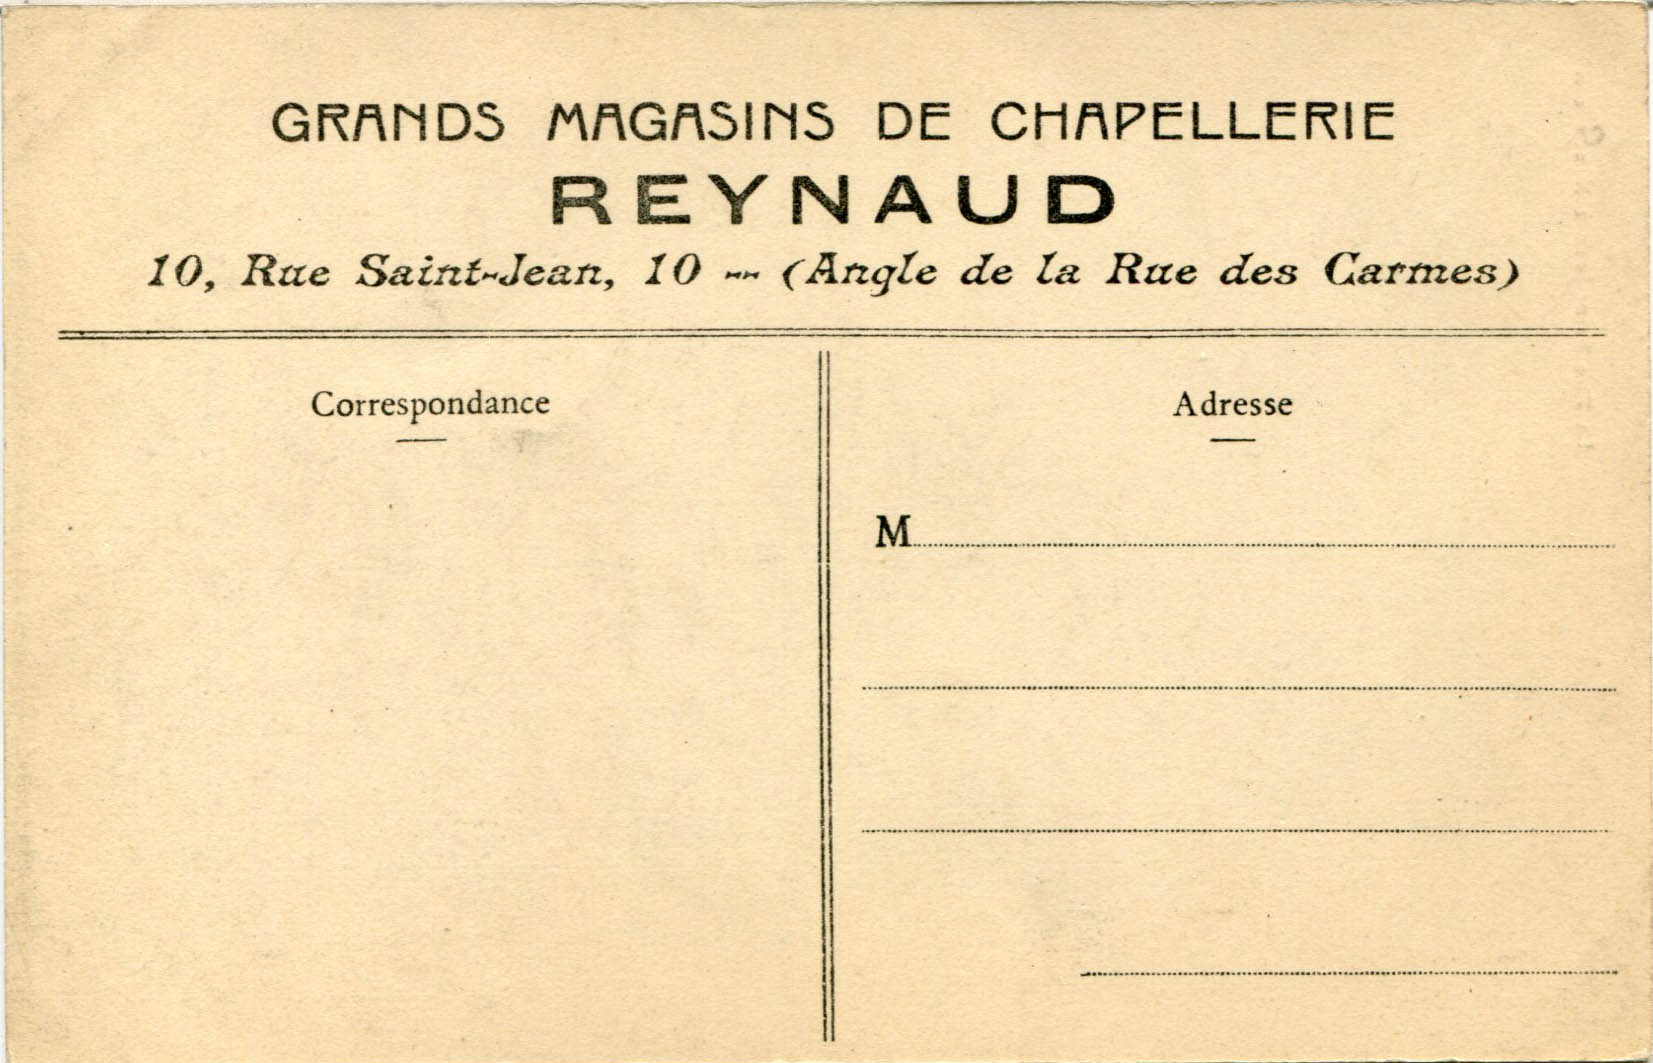 GRANDS MAGASINS DE CHAPELLERIE
REYNAUD
10, Rue Saint-Jean, 10 -- (Angle de la Rue des Carmes)
Correspondance
Adresse
M